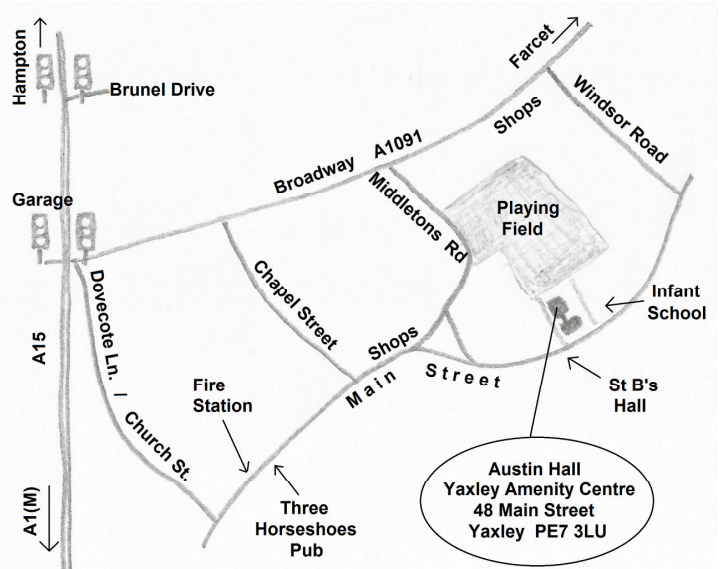 Hampton
Brunel Drive
Farcet
Shops
Windsor Road
Broadway A1091
Middletons Rd
Garage
Playing
Field
Dovecote Ln. / Church St.
Chapel Street
A15
Shops
Infant
School
Main Street
Fire
Station
St B's
Hall
A1(M)
Three
Horseshoes
Pub
Austin Hall
Yaxley Amenity Centre
48 Main Street
Yaxley PE7 3LU